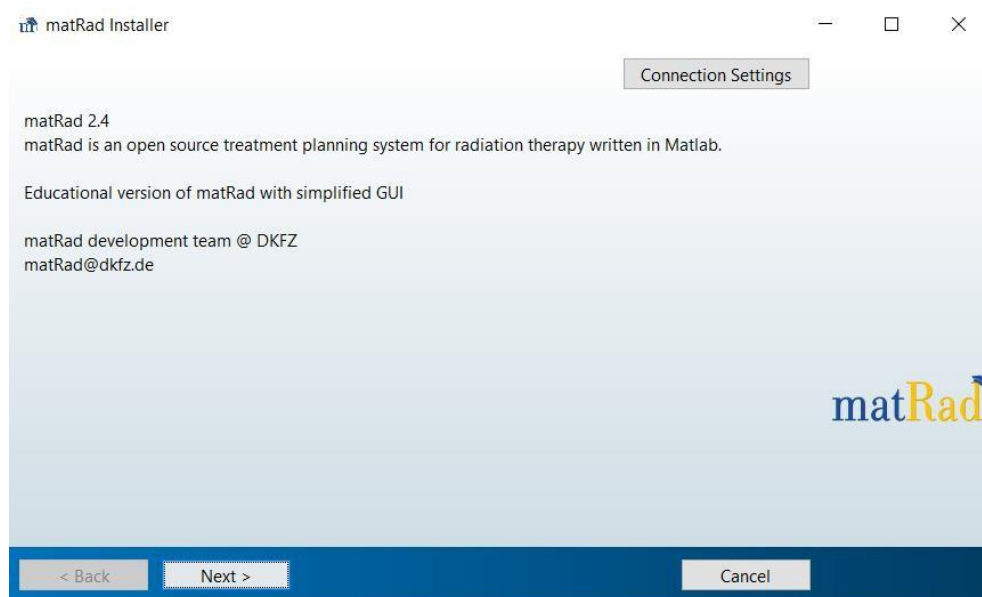 matRad Installer
Connection Settings
matRad 2.4
matRad is an open source treatment planning system for radiation therapy written in Matlab.
Educational version of matRad with simplified GUI
matRad development team @ DKFZ
matRad@dkfz.de
matRad
< Back
Next >
Cancel